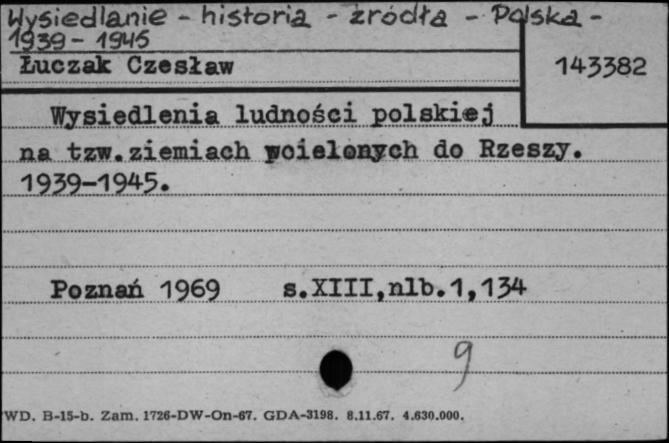 Wysiedlanie - historia - źródła - Polska -
1939 - 1945
Łuczak Czesław
143382
Wysiedlenia ludności polskiej
na tzw.ziemiach wcielonych do Rzeszy.
1939-1945.
Poznań 1969 s.XIII,nlb.1,134
9
WD. B-15-b. Zam. 1726-DW-On-67. GDA-3198. 8.11.67. 4.630.000.